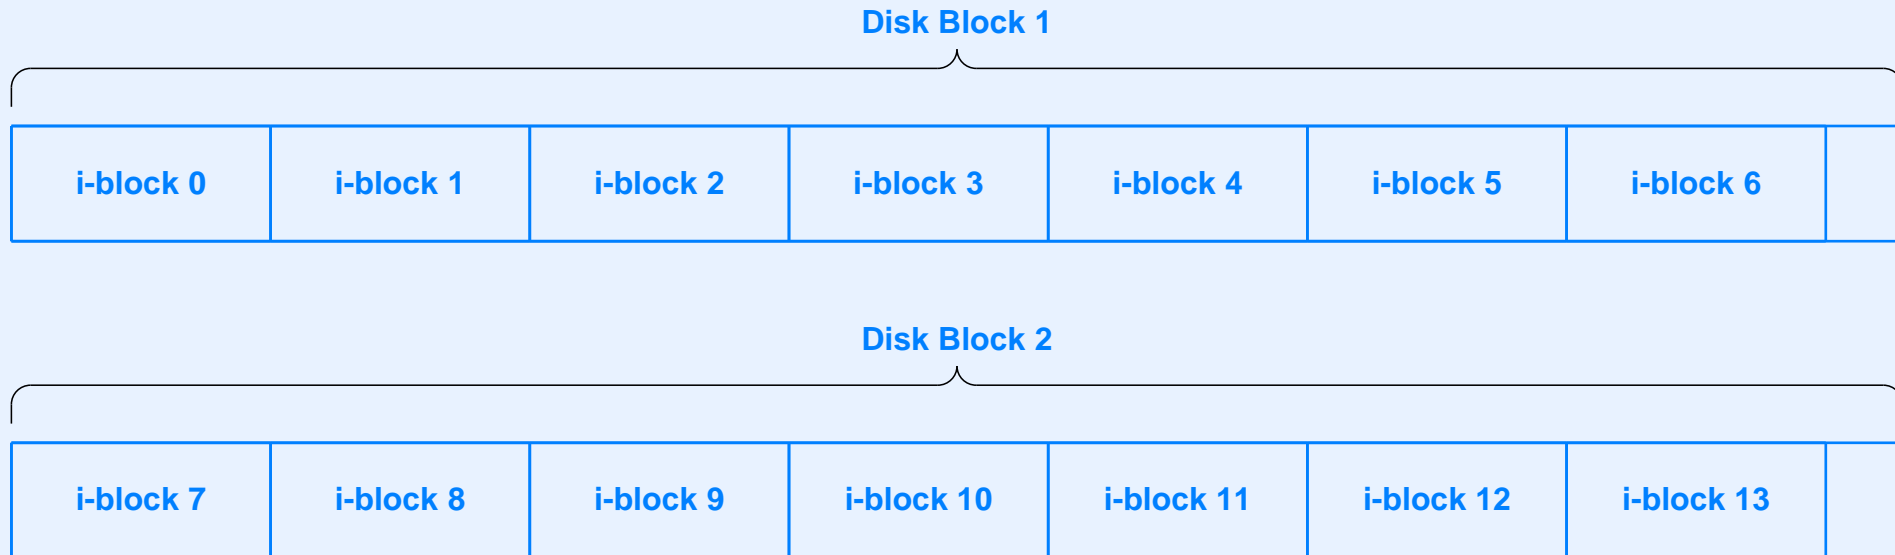 Disk Block 1
i-block 0 i-block 1 i-block 2 i-block 3 i-block 4 i-block 5 i-block 6
Disk Block 2
i-block 7 i-block 8 i-block 9 i-block 10 i-block 11 i-block 12 i-block 13